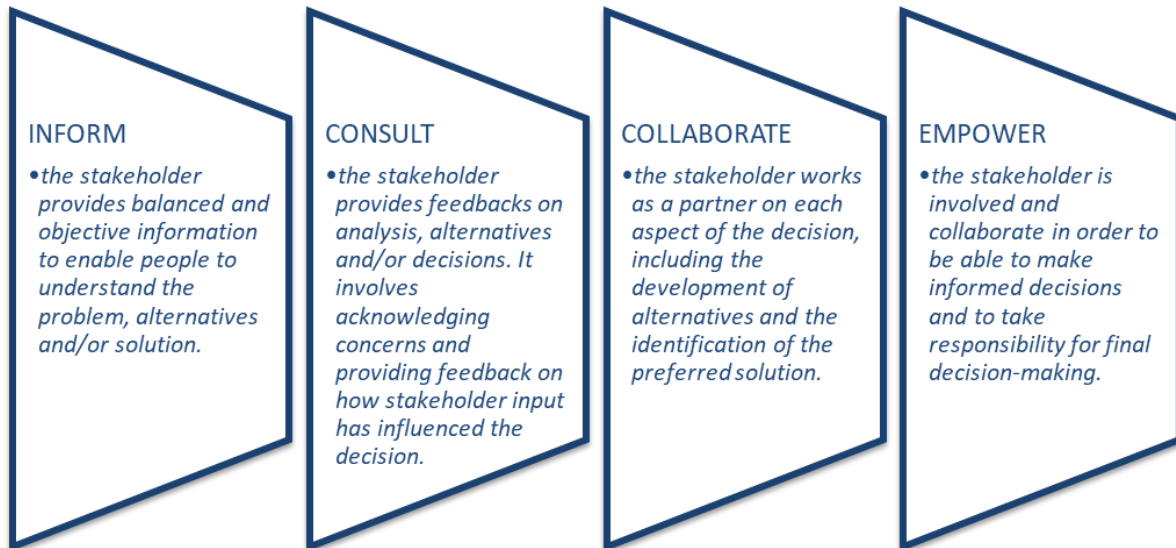 INFORM
•the stakeholder
provides balanced and
objective information
to enable people to
understand the
problem, alternatives
and/or solution.
CONSULT
•the stakeholder
provides feedbacks on
analysis, alternatives
and/or decisions. It
involves
acknowledging
concerns and
providing feedback on
how stakeholder input
has influenced the
decision.
COLLABORATE
•the stakeholder works
as a partner on each
aspect of the decision,
including the
development of
alternatives and the
identification of the
preferred solution.
EMPOWER
•the stakeholder is
involved and
collaborate in order to
be able to make
informed decisions
and to take
responsibility for final
decision-making.